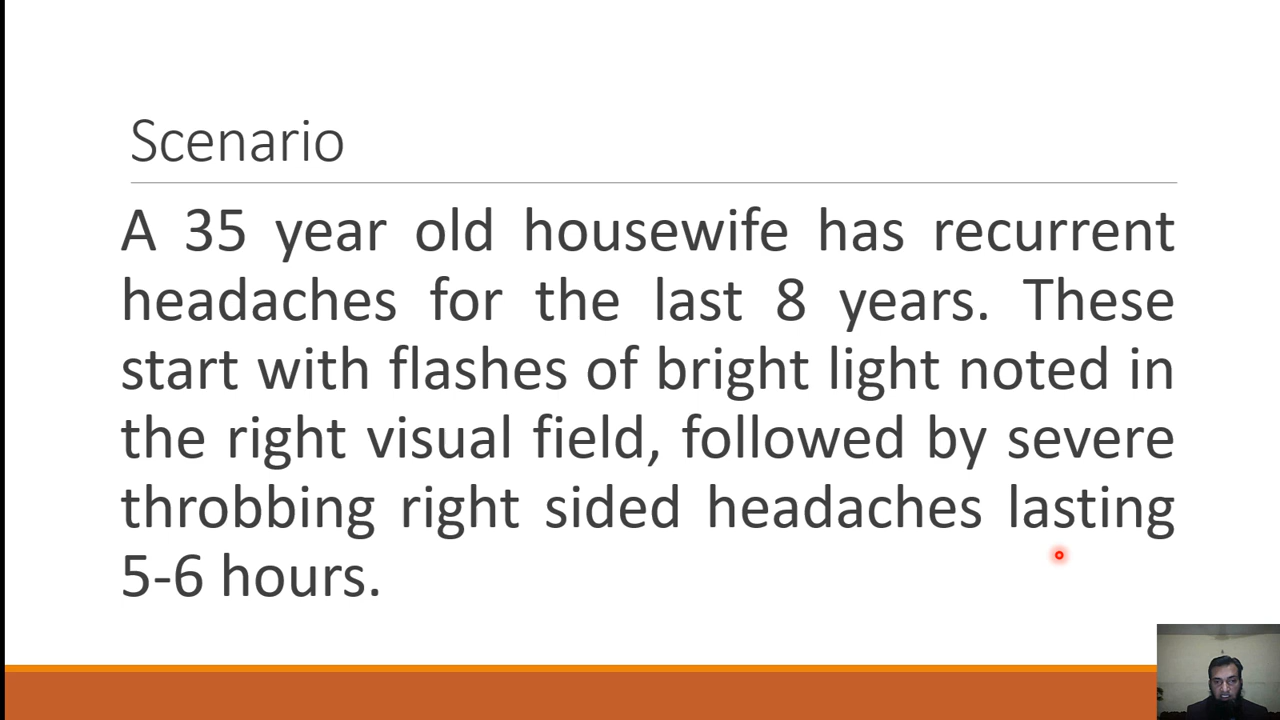 Scenario
A 35 year old housewife has recurrent
headaches for the last 8 years. These
start with flashes of bright light noted in
the right visual field, followed by severe
throbbing right sided headaches lasting
5-6 hours.